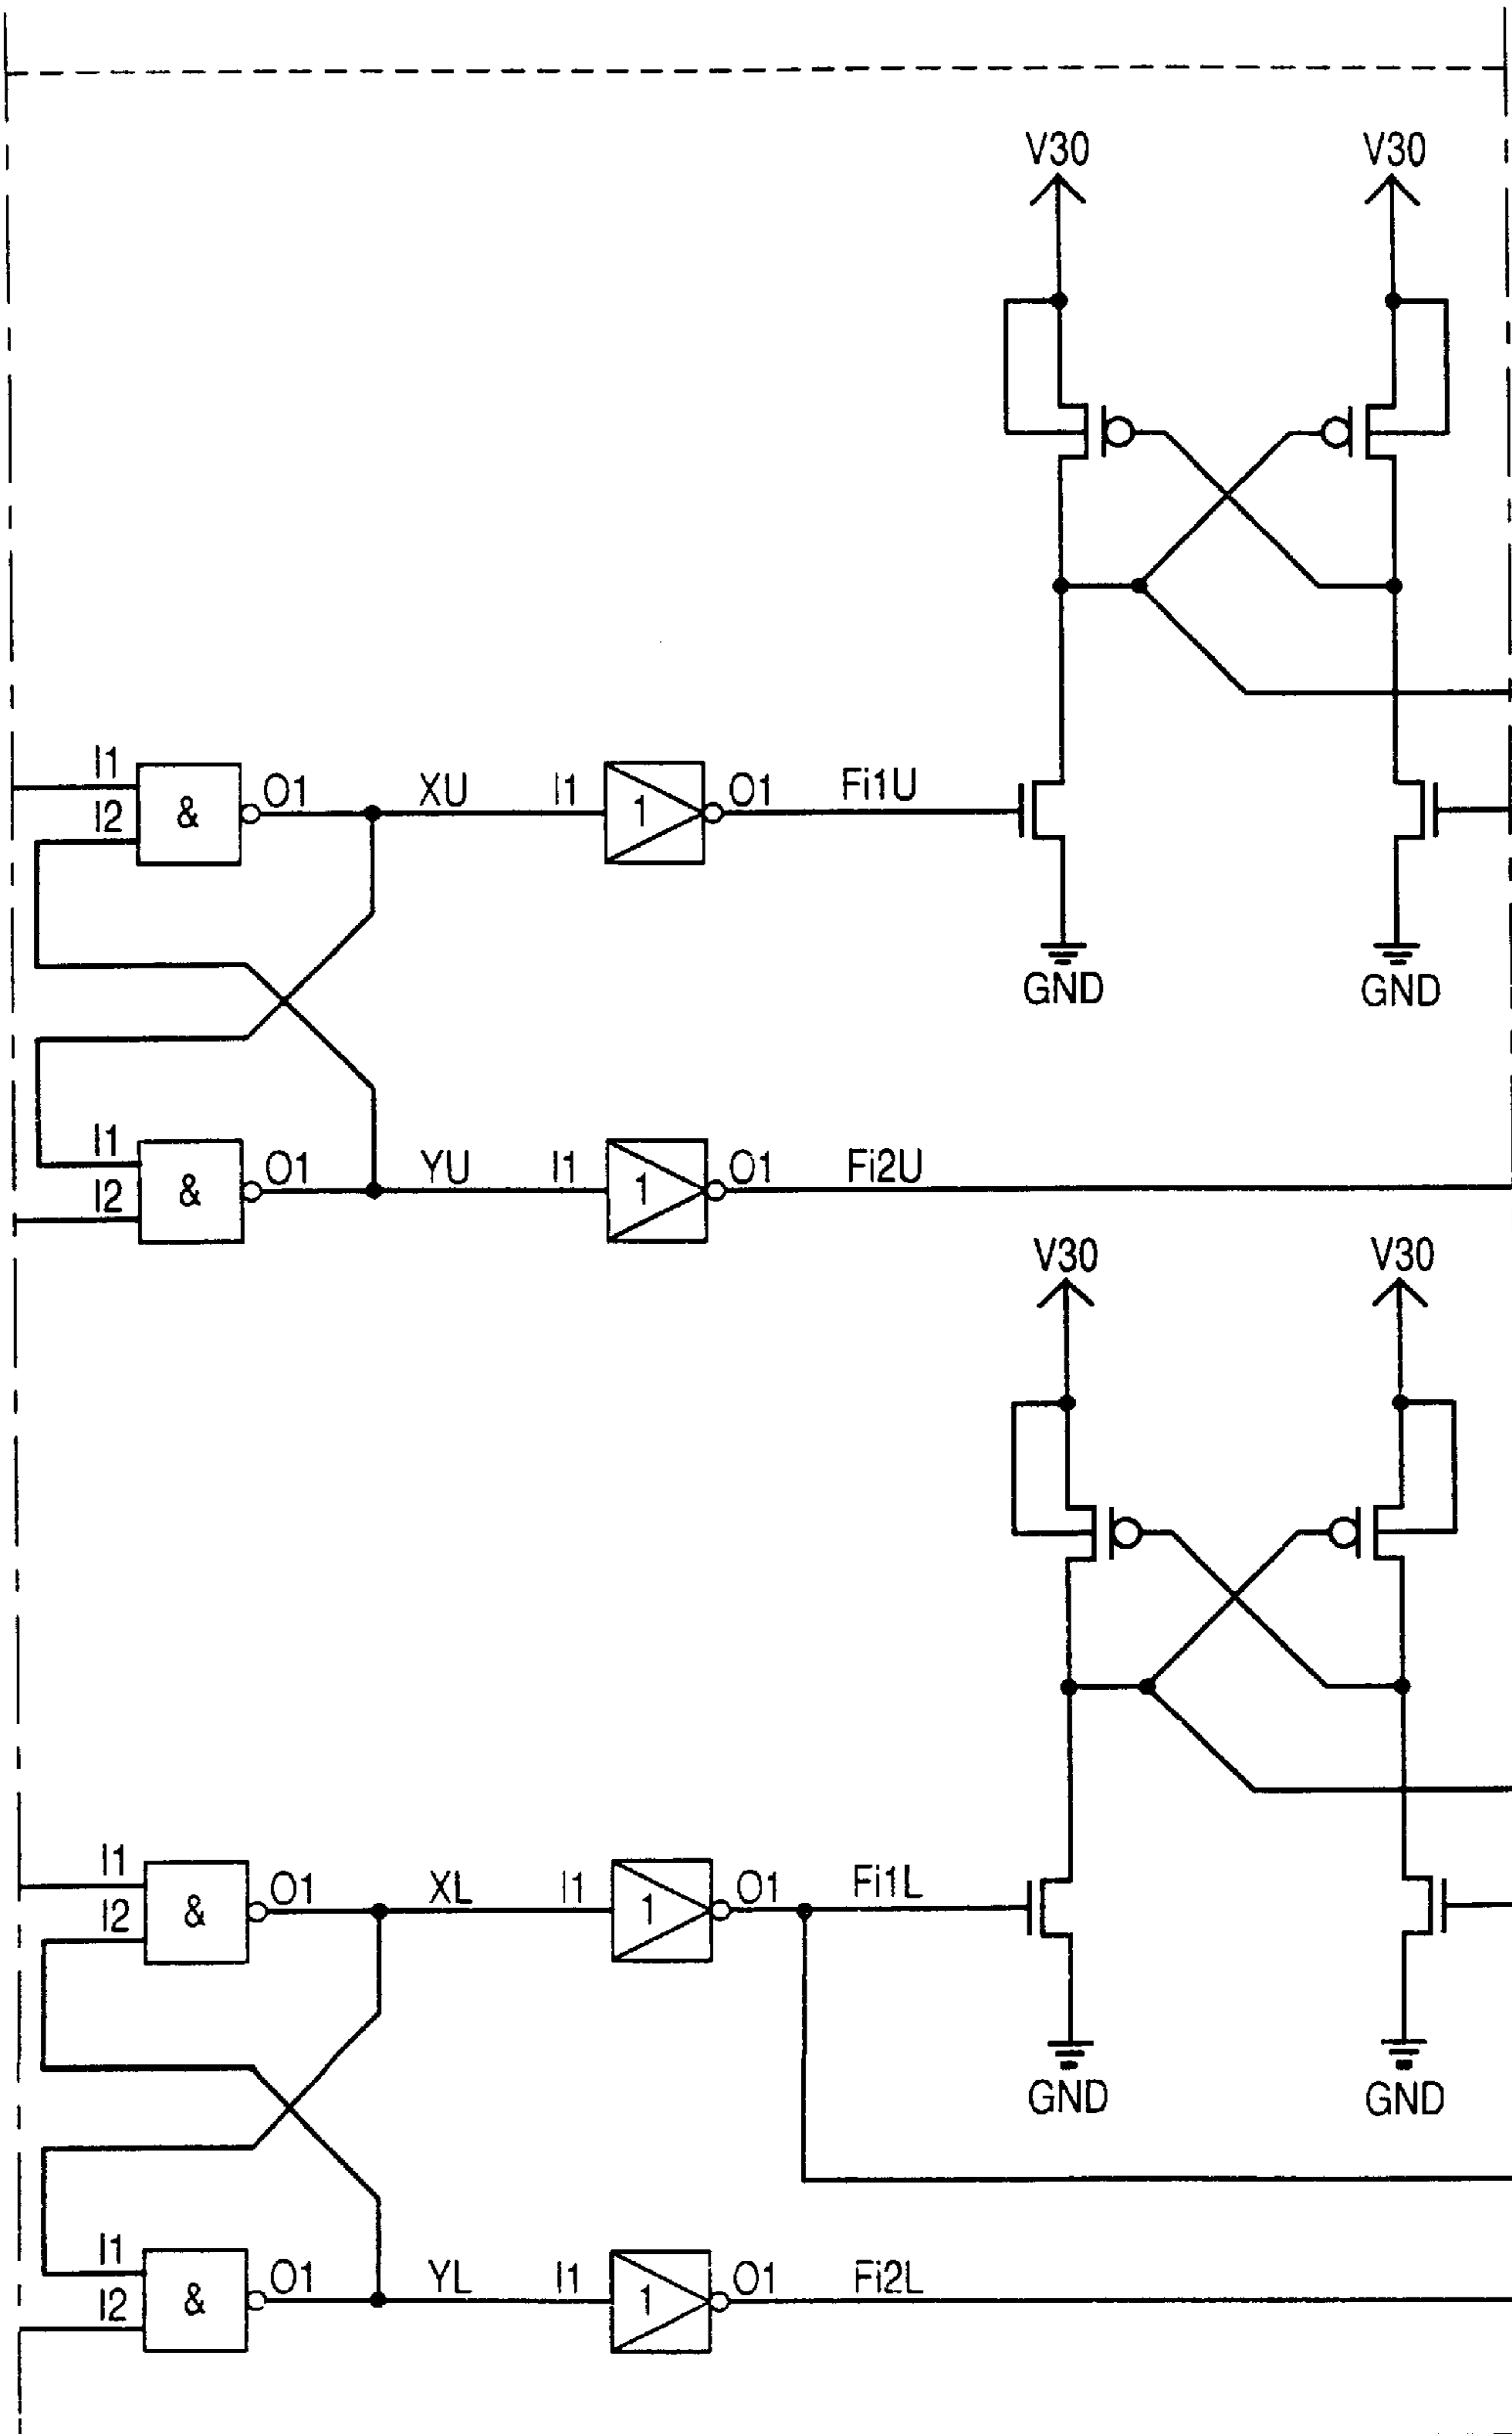 V30 V30
I1 O1 XU I1 O1 Fi1U
I2 & 1
GND GND
I1 O1 YU I1 O1 Fi2U
I2 & 1
V30 V30
I1 O1 XL I1 O1 Fi1L
I2 & 1
GND GND
I1 O1 YL I1 O1 Fi2L
I2 & 1